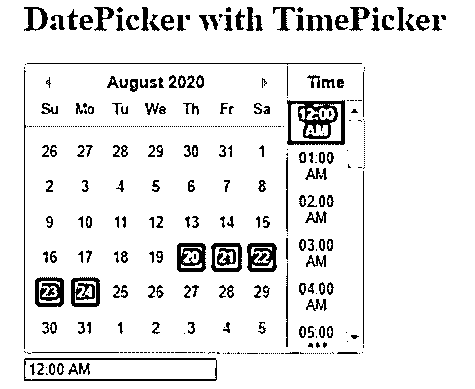 DatePicker with TimePicker
August 2020
Time
Su Mo Tu We Th Fr Sa
26 27 28 29 30 31 1
2 3 4 5 6 7 8
9 10 11 12 13 14 15
16 17 18 19 20 21 22
23 24 25 26 27 28 29
30 31 1 2 3 4 5
12:00
AM
01:00
AM
02:00
AM
03:00
AM
04:00
AM
05:00
12:00 AM